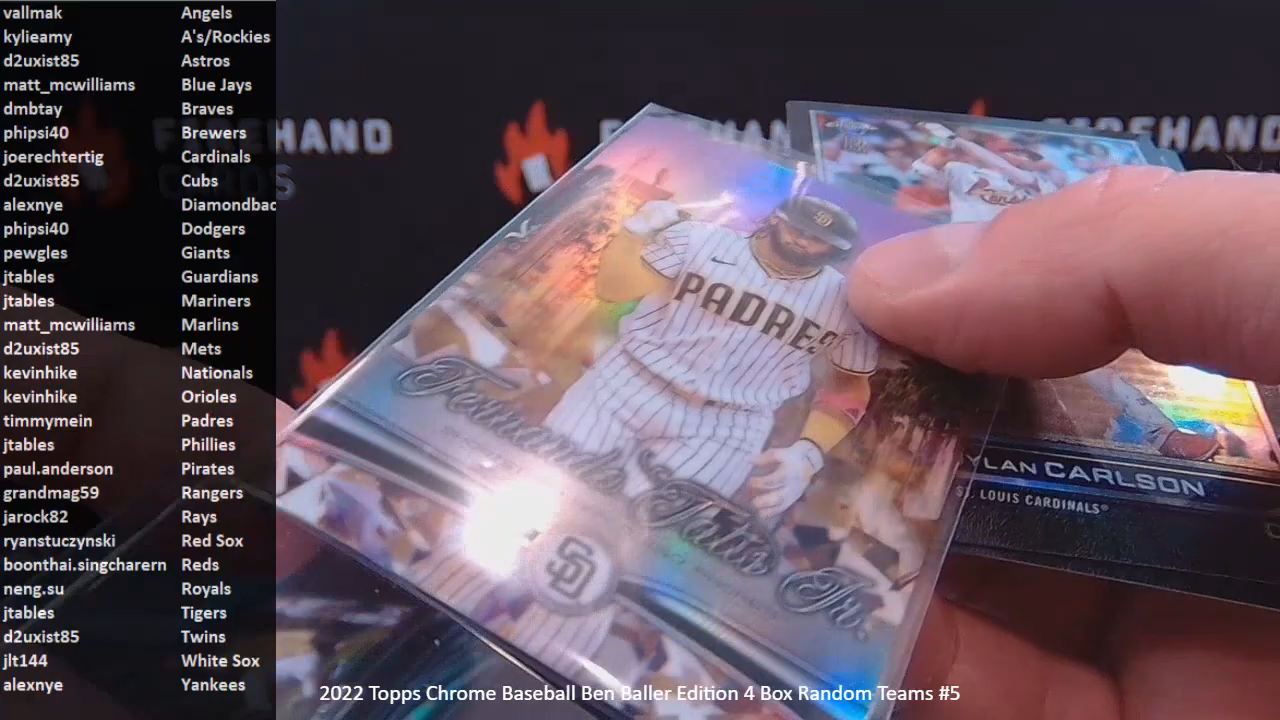 vallmak Angels
kylieamy A's/Rockies
d2uxist85 Astros
matt_mcwilliams Blue Jays
dmbtay Braves
phipsi40 Brewers
joerechtertig Cardinals
d2uxist85 Cubs
alexnye Diamondbac
phipsi40 Dodgers
pewgles Giants
jtables Guardians
jtables Mariners
matt_mcwilliams Marlins
d2uxist85 Mets
kevinhike Nationals
kevinhike Orioles
timmymein Padres
jtables Phillies
paul.anderson Pirates
grandmag59 Rangers
jarock82 Rays
ryanstuczynski Red Sox
boonthai.singcharern Reds
neng.su Royals
jtables Tigers
d2uxist85 Twins
jlt144 White Sox
alexnye Yankees
FIREHAND
CARDS
PADRES
Fernando Tatis Jr.
SD
YLAN CARLSON
ST. LOUIS CARDINALS
2022 Topps Chrome Baseball Ben Baller Edition 4 Box Random Teams #5